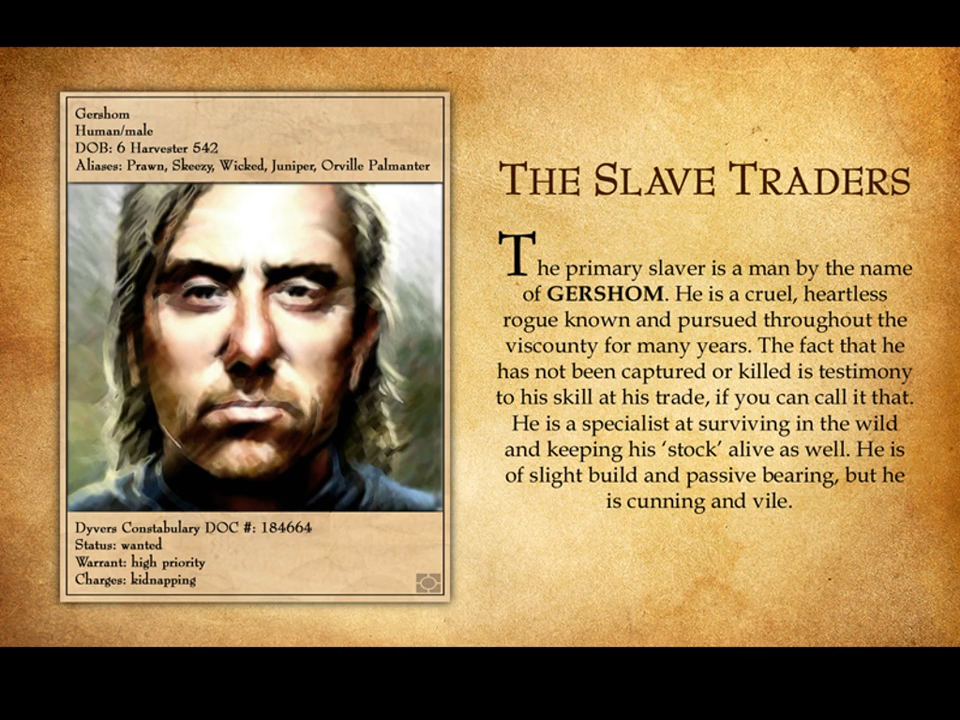 Gershom
Human/male
DOB: 6 Harvester 542
Aliases: Prawn, Skeezy, Wicked, Juniper, Orville Palmanter
Dyvers Constabulary DOC #: 184664
Status: wanted
Warrant: high priority
Charges: kidnapping
THE SLAVE TRADERS
The primary slaver is a man by the name
of GERSHOM. He is a cruel, heartless
rogue known and pursued throughout the
viscounty for many years. The fact that he
has not been captured or killed is testimony
to his skill at his trade, if you can call it that.
He is a specialist at surviving in the wild
and keeping his ‘stock’ alive as well. He is
of slight build and passive bearing, but he
is cunning and vile.